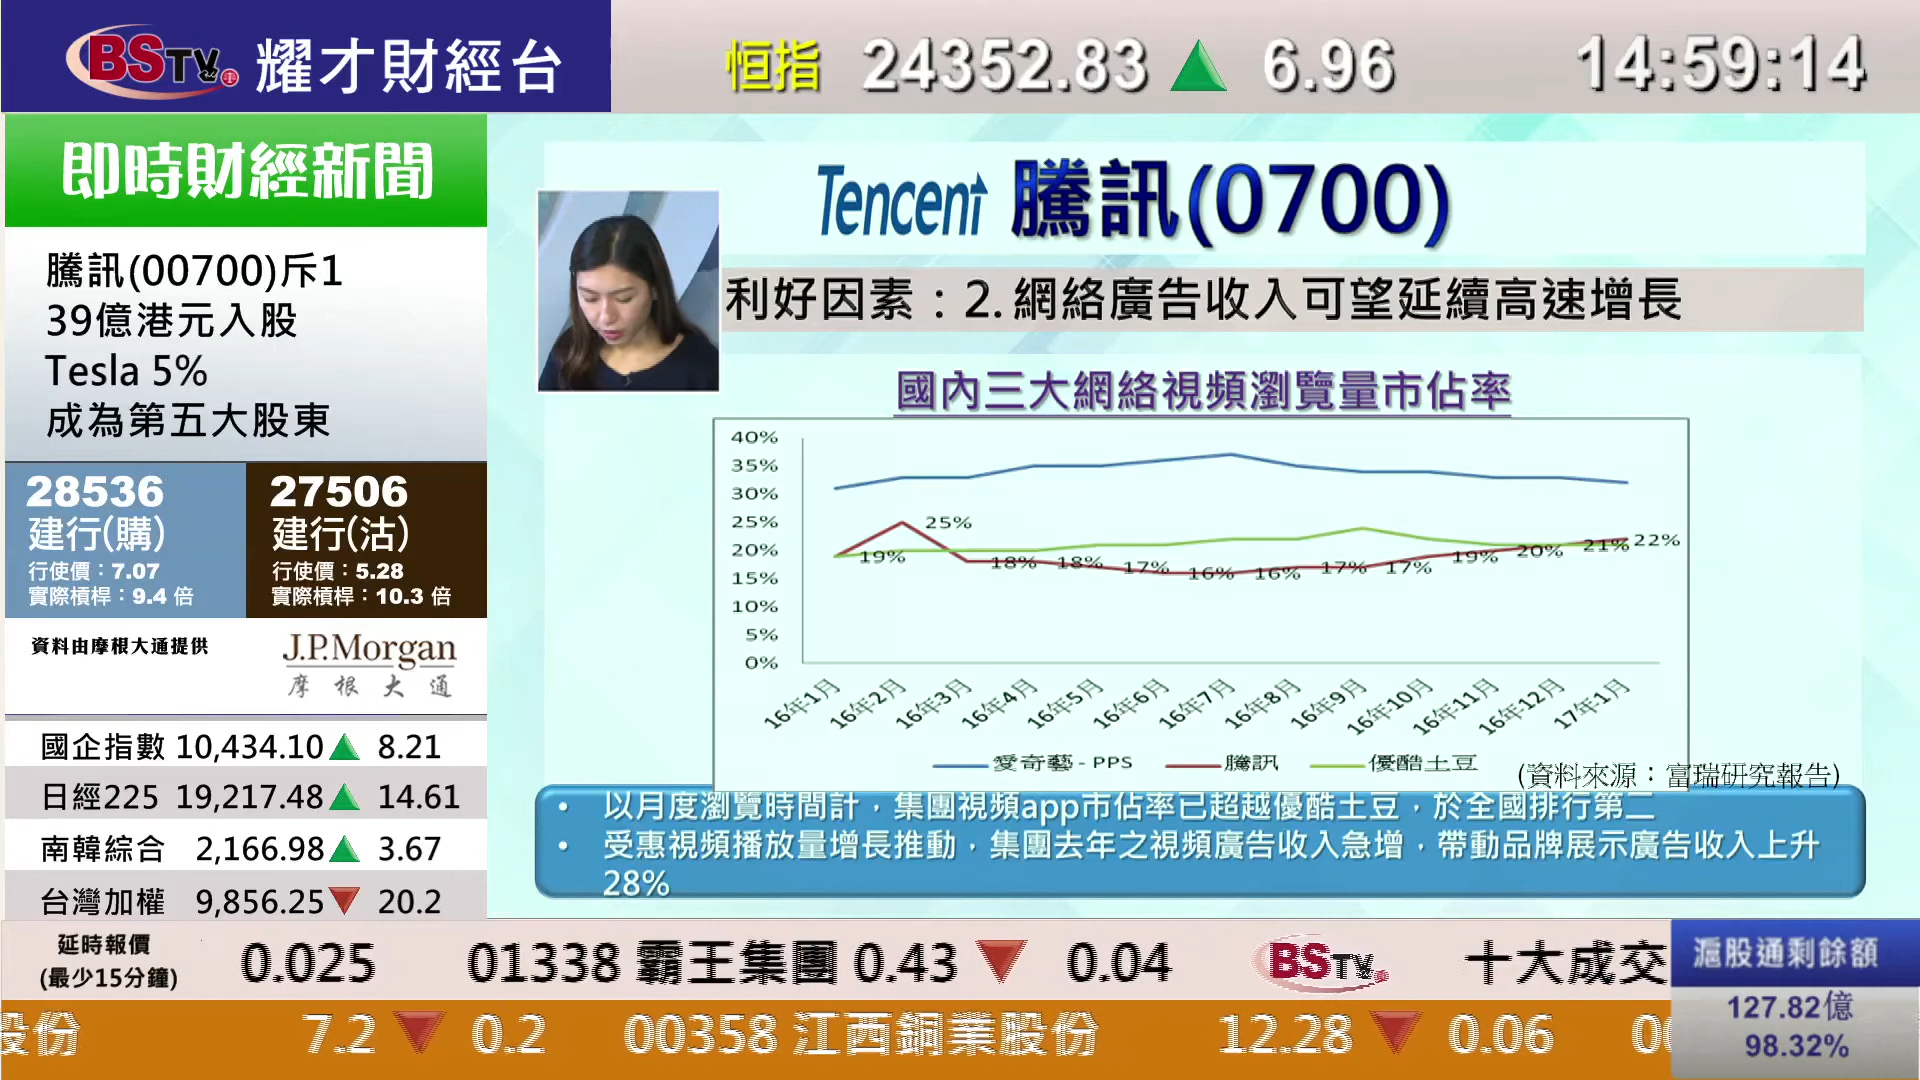 BSTV 耀才財經台
恒指 24352.83 ▲ 6.96 14:59:14
即時財經新聞
騰訊(00700)斥1
39億港元入股
Tesla 5%
成為第五大股東
28536
建行(購)
行使價：7.07
實際槓桿：9.4 倍
27506
建行(沽)
行使價：5.28
實際槓桿：10.3 倍
資料由摩根大通提供
J.P.Morgan
摩根大通
國企指數 10,434.10 ▲ 8.21
日經225 19,217.48 ▲ 14.61
南韓綜合 2,166.98 ▲ 3.67
台灣加權 9,856.25 ▼ 20.2
Tencent 騰訊(0700)
利好因素：2. 網絡廣告收入可望延續高速增長
國內三大網絡視頻瀏覽量市佔率
40%
35%
30%
25%
20%
15%
10%
5%
0%
19% 25% 18% 18% 17% 16% 16% 17% 17% 19% 20% 21% 22%
16年1月 16年2月 16年3月 16年4月 16年5月 16年6月 16年7月 16年8月 16年9月 16年10月 16年11月 16年12月 17年1月
愛奇藝 - PPS 騰訊 優酷土豆
(資料來源：富瑞研究報告)
• 以月度瀏覽時間計，集團視頻app市佔率已超越優酷土豆，於全國排行第二
• 受惠視頻播放量增長推動，集團去年之視頻廣告收入急增，帶動品牌展示廣告收入上升
28%
延時報價
(最少15分鐘)
0.025 01338 霸王集團 0.43 ▼ 0.04 BSTV 十大成交
股份 7.2 ▼ 0.2 00358 江西銅業股份 12.28 ▼ 0.06 00
滬股通剩餘額
127.82億
98.32%